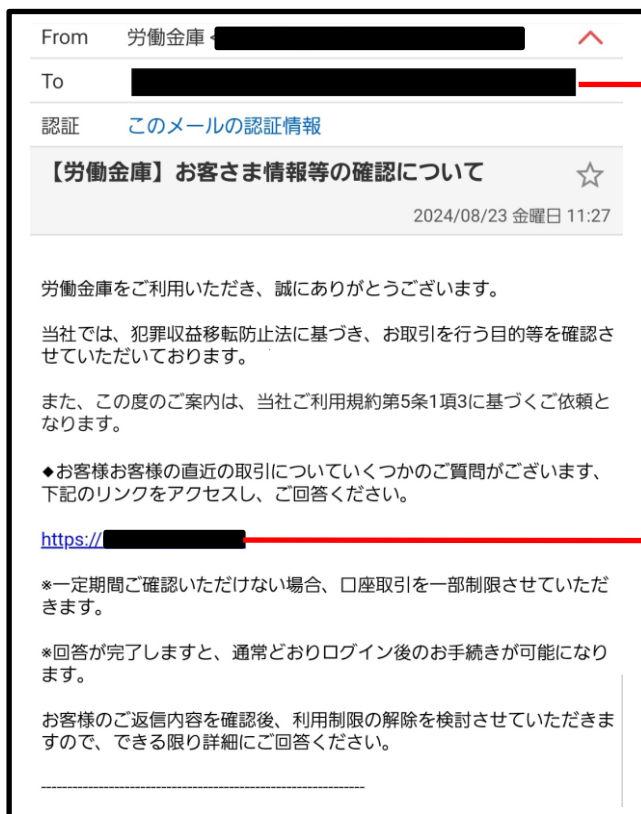 From 労働金庫 <
To
認証 このメールの認証情報
【労働金庫】お客さま情報等の確認について
2024/08/23 金曜日 11:27
労働金庫をご利用いただき、誠にありがとうございます。
当社では、犯罪収益移転防止法に基づき、お取引を行う目的等を確認さ
せていただいております。
また、この度のご案内は、当社ご利用規約第5条1項3に基づくご依頼と
なります。
◆お客様お客様の直近の取引についていくつかのご質問がございます、
下記のリンクをアクセスし、ご回答ください。
https://
※一定期間ご確認いただけない場合、口座取引を一部制限させていただ
きます。
※回答が完了しますと、通常どおりログイン後のお手続きが可能になり
ます。
お客様のご返信内容を確認後、利用制限の解除を検討させていただきま
すので、できる限り詳細にご回答ください。